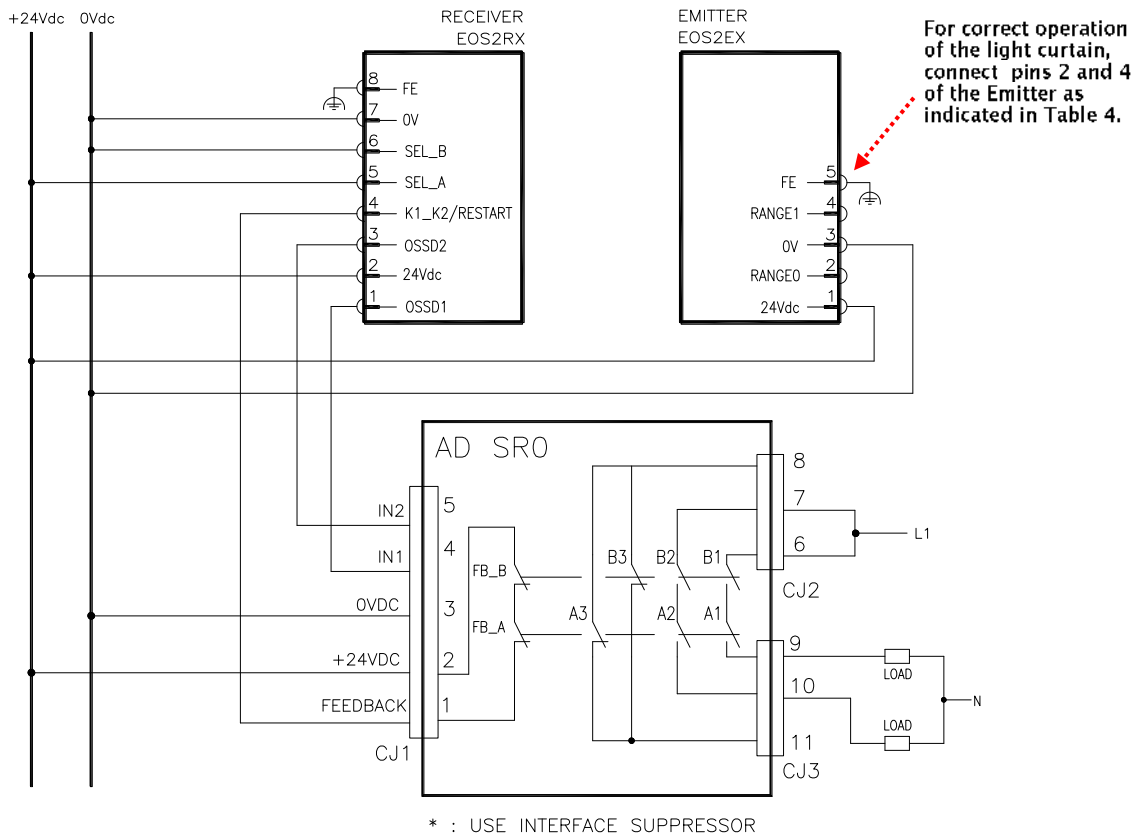 +24Vdc 0Vdc
RECEIVER
EOS2RX
EMITTER
EOS2EX
For correct operation
of the light curtain,
connect pins 2 and 4
of the Emitter as
indicated in Table 4.
8 FE
7 0V
6 SEL_B
5 SEL_A
4 K1_K2/RESTART
3 OSSD2
2 24Vdc
1 OSSD1
FE 5
RANGE1 4
0V 3
RANGE0 2
24Vdc 1
AD SR0
IN2 5
IN1 4
0VDC 3
+24VDC 2
FEEDBACK 1
CJ1
FB_B
FB_A
B3 B2 B1
A3 A2 A1
8
7
6
L1
CJ2
9
10
11
CJ3
LOAD
LOAD
N
* : USE INTERFACE SUPPRESSOR